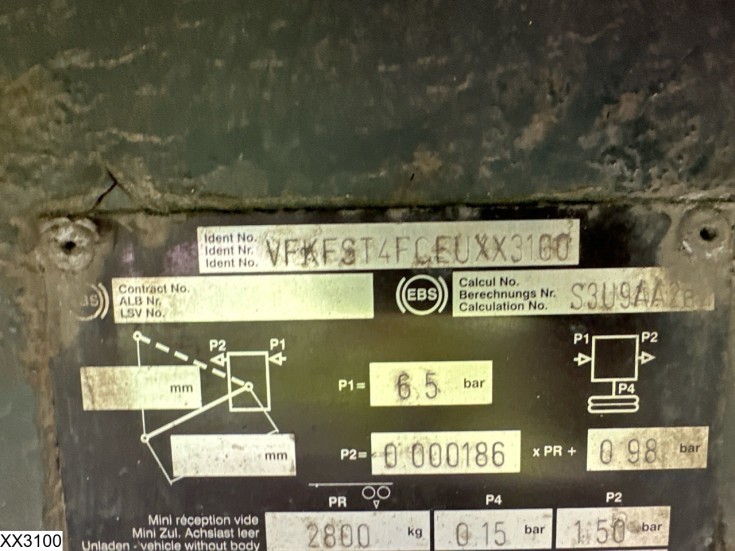 Ident No.
Ident Nr. VFKFST4FCEUXX3100
Ident No.
Contract No.
ALB Nr.
LSV No.
EBS
Calcul No.
Berechnungs Nr. S3U9AA2
Calculation No.
P2 P1
mm
P1= 6.5 bar
P1 P2
P4
mm
P2= 0.000186 x PR + 0.98 bar
PR P4 P2
Mini réception vide
Mini Zul. Achsiast leer 2800 kg 0.15 bar 1.50 bar
Unladen - vehicle without body
XX3100